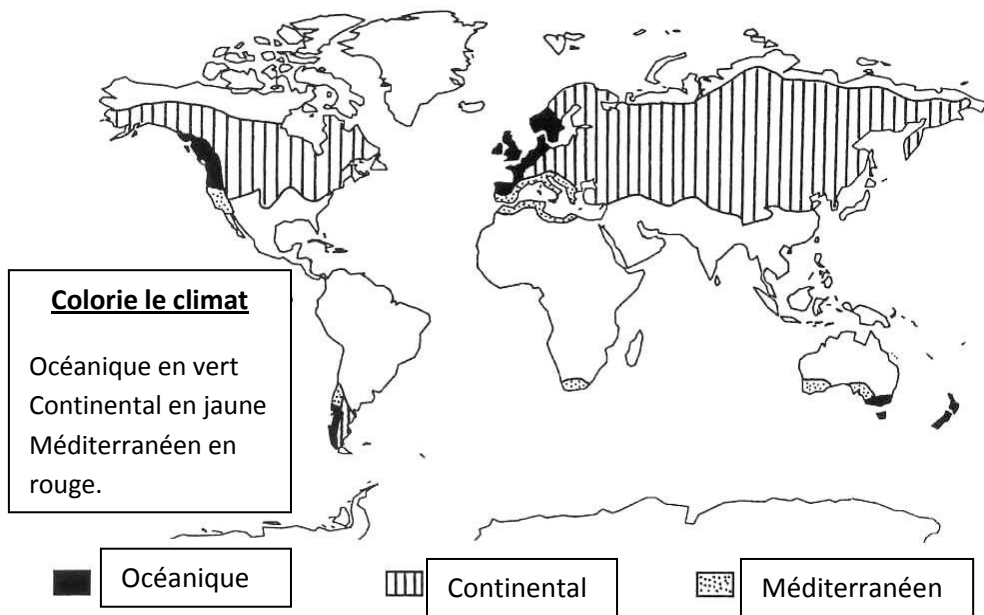 Colorie le climat
Océanique en vert
Continental en jaune
Méditerranéen en
rouge.
Océanique
Continental
Méditerranéen